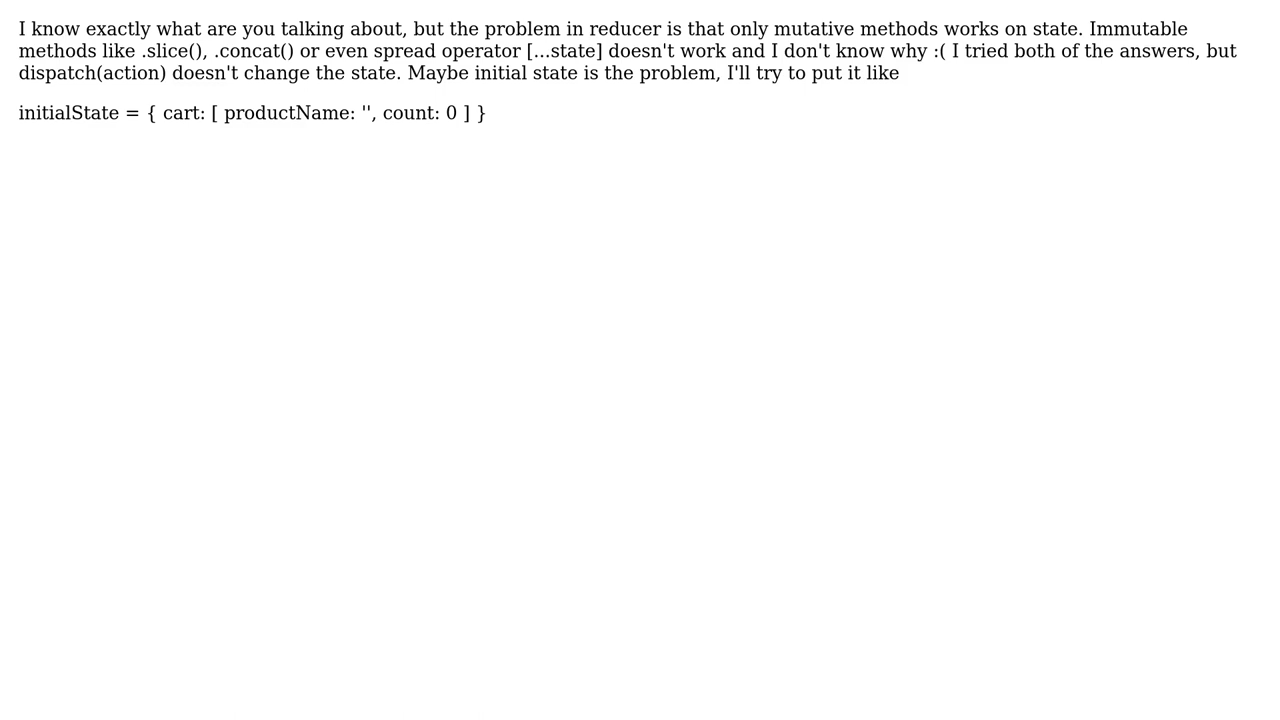 I know exactly what are you talking about, but the problem in reducer is that only mutative methods works on state. Immutable
methods like .slice(), .concat() or even spread operator [...state] doesn't work and I don't know why :( I tried both of the answers, but
dispatch(action) doesn't change the state. Maybe initial state is the problem, I'll try to put it like
initialState = { cart: [ productName: '', count: 0 ] }